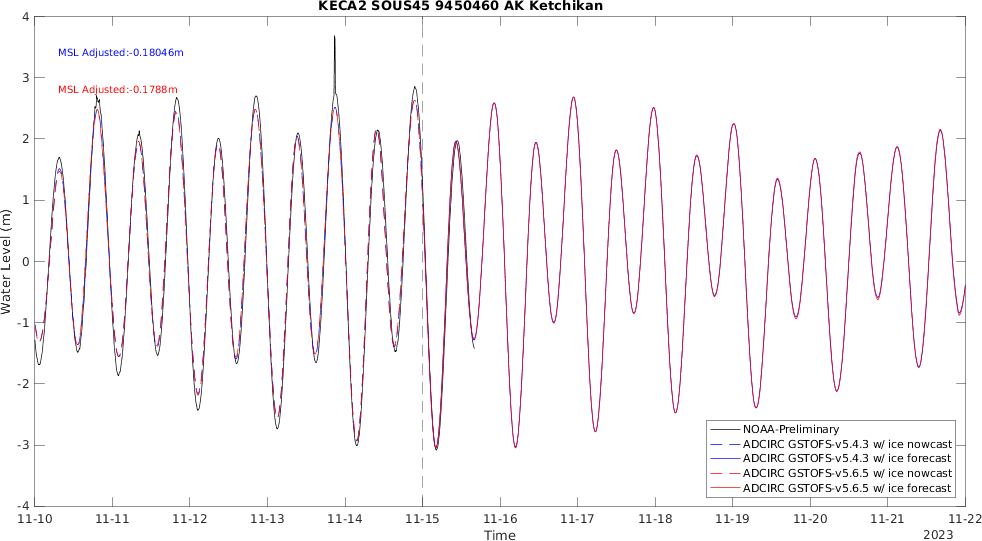 KECA2 SOUS45 9450460 AK Ketchikan
4
MSL Adjusted:-0.18046m
3
MSL Adjusted:-0.1788m
2
1
0
-1
-2
-3
-4
Water Level (m)
NOAA-Preliminary
ADCIRC GSTOFS-v5.4.3 w/ ice nowcast
ADCIRC GSTOFS-v5.4.3 w/ ice forecast
ADCIRC GSTOFS-v5.6.5 w/ ice nowcast
ADCIRC GSTOFS-v5.6.5 w/ ice forecast
11-10 11-11 11-12 11-13 11-14 11-15 11-16 11-17 11-18 11-19 11-20 11-21 11-22
Time
2023